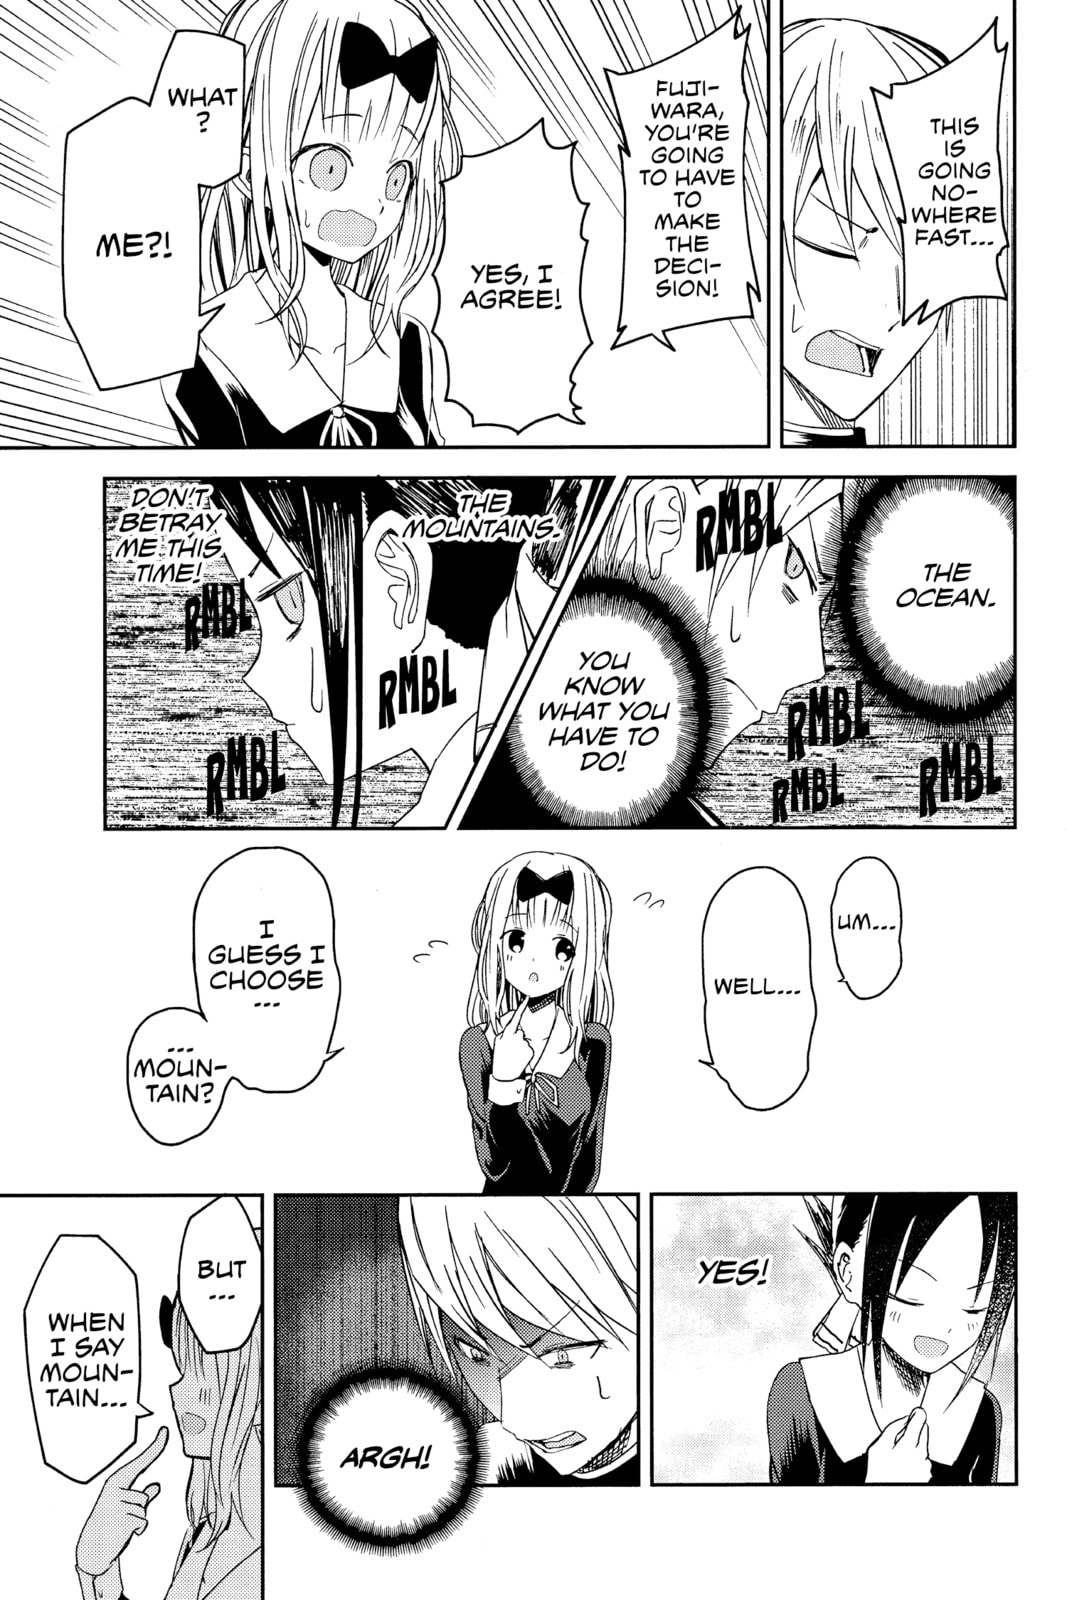 THIS
IS
GOING
NO-
WHERE
FAST...
FUJI-
WARA,
YOU'RE
GOING
TO HAVE
TO
MAKE
THE
DECI-
SION!
YES, I
AGREE!
WHAT
?
ME?!
THE
OCEAN.
RMBL
RMBL
RMBL
RMBL
YOU
KNOW
WHAT YOU
HAVE TO
DO!
THE
MOUNTAINS.
DON'T
BETRAY
ME THIS
TIME!
RMBL
RMBL
RMBL
UM...
WELL...
I
GUESS I
CHOOSE
...
...
MOUN-
TAIN?
YES!
ARGH!
BUT
...
WHEN
I SAY
MOUN-
TAIN...